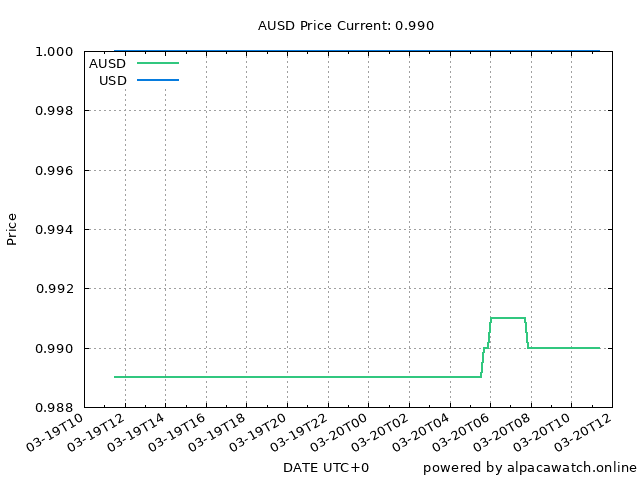 AUSD Price Current: 0.990
1.000
AUSD
USD
0.998
0.996
0.994
Price
0.992
0.990
0.988
03-19T10 03-19T12 03-19T14 03-19T16 03-19T18 03-19T20 03-19T22 03-20T00 03-20T02 03-20T04 03-20T06 03-20T08 03-20T10 03-20T12
DATE UTC+0
powered by alpacawatch.online